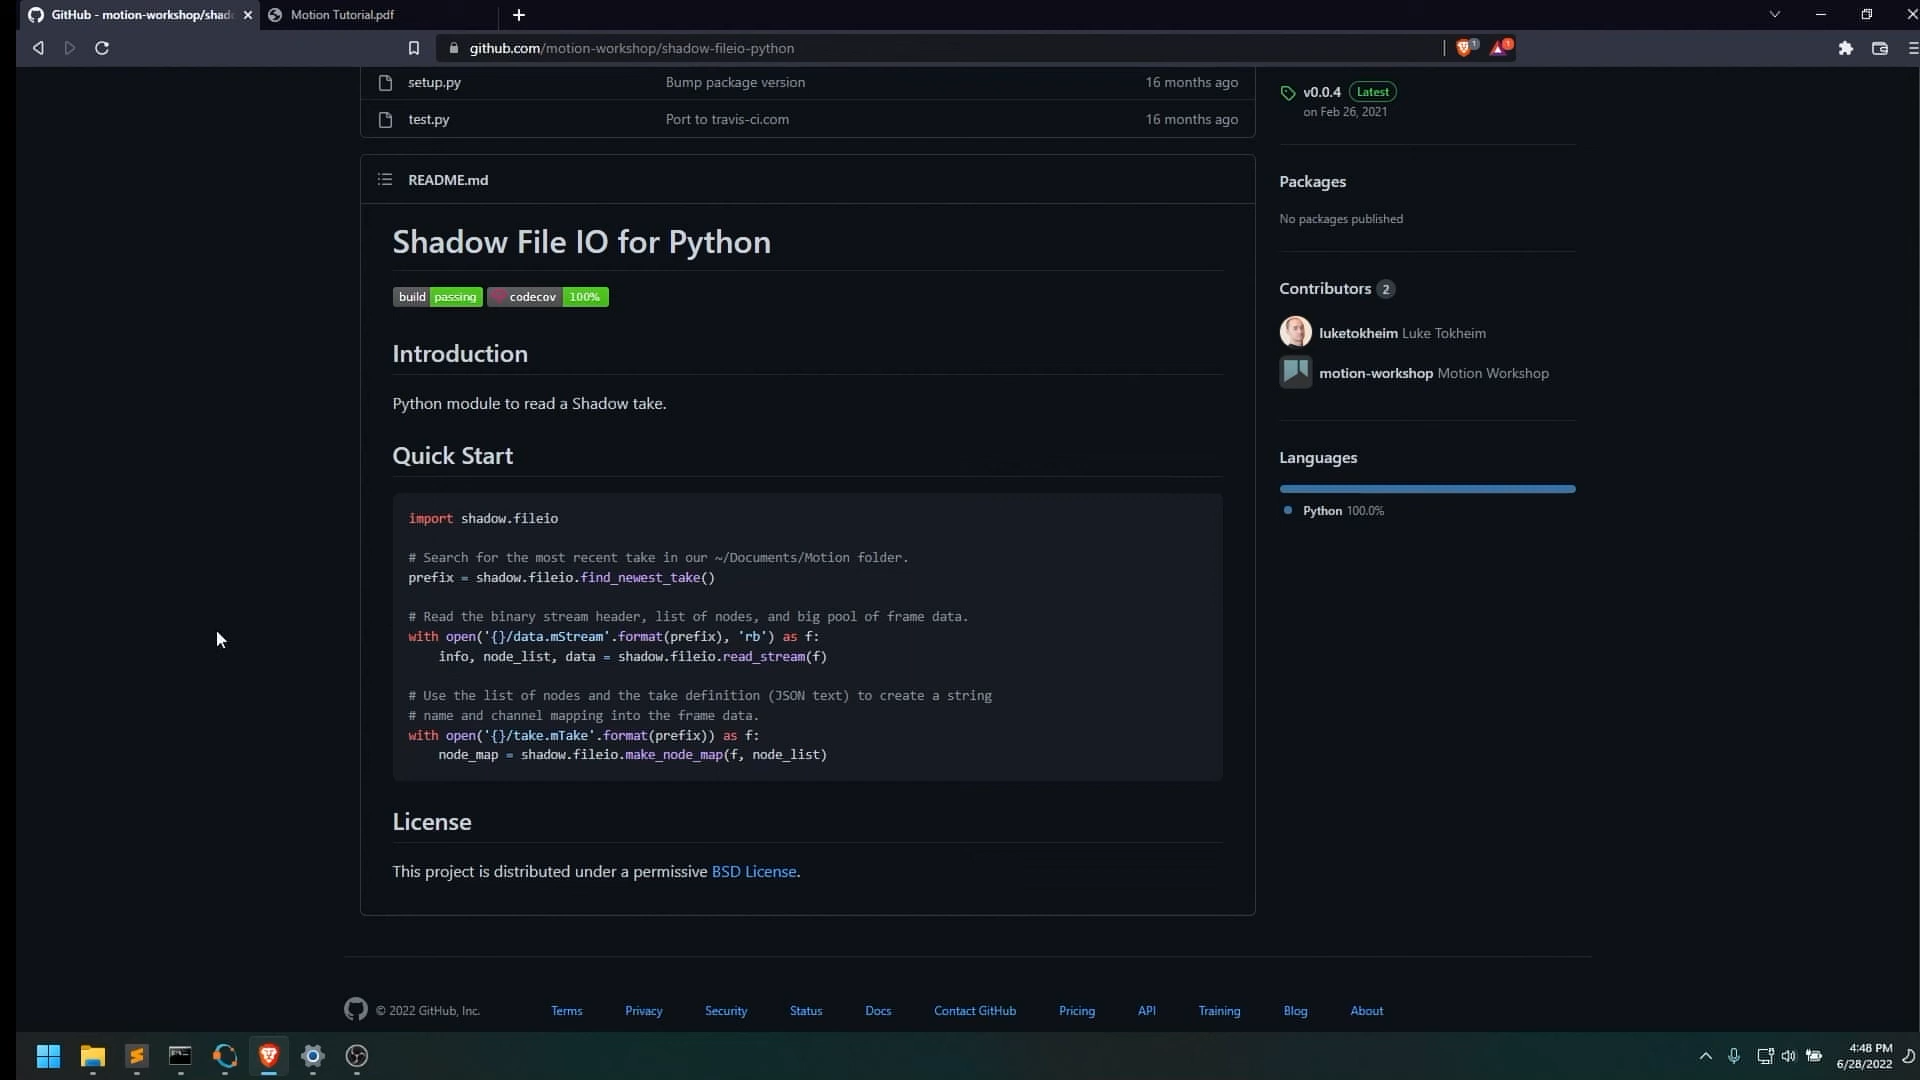 GitHub - motion-workshop/shad
Motion Tutorial.pdf
github.com/motion-workshop/shadow-fileio-python
1
1
setup.py Bump package version 16 months ago
test.py Port to travis-ci.com 16 months ago
README.md
Shadow File IO for Python
build passing codecov 100%
Introduction
Python module to read a Shadow take.
Quick Start
import shadow.fileio
# Search for the most recent take in our ~/Documents/Motion folder.
prefix = shadow.fileio.find_newest_take()
# Read the binary stream header, list of nodes, and big pool of frame data.
with open('{}/data.mStream'.format(prefix), 'rb') as f:
    info, node_list, data = shadow.fileio.read_stream(f)
# Use the list of nodes and the take definition (JSON text) to create a string
# name and channel mapping into the frame data.
with open('{}/take.mTake'.format(prefix)) as f:
    node_map = shadow.fileio.make_node_map(f, node_list)
License
This project is distributed under a permissive BSD License.
v0.0.4 Latest
on Feb 26, 2021
Packages
No packages published
Contributors 2
luketokheim Luke Tokheim
motion-workshop Motion Workshop
Languages
Python 100.0%
© 2022 GitHub, Inc. Terms Privacy Security Status Docs Contact GitHub Pricing API Training Blog About
4:48 PM
6/28/2022